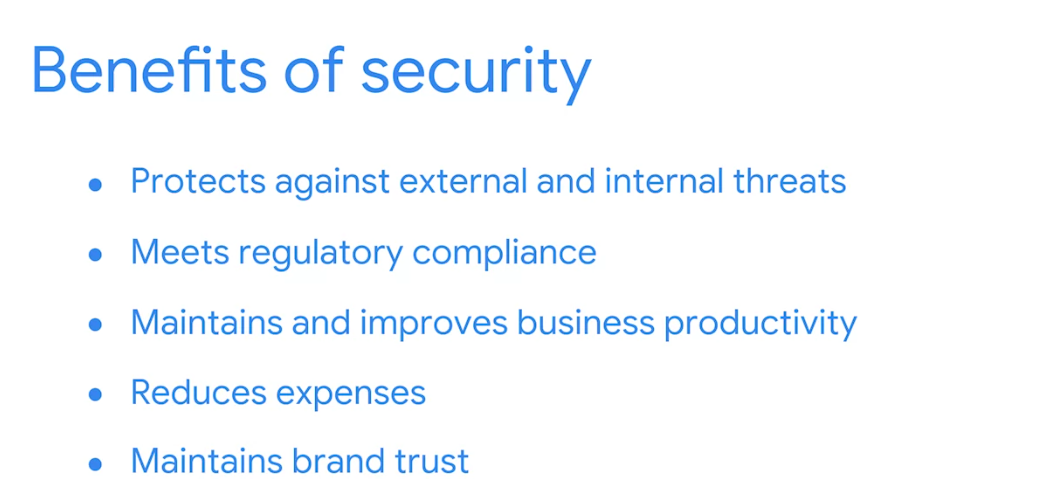 Benefits of security
• Protects against external and internal threats
• Meets regulatory compliance
• Maintains and improves business productivity
• Reduces expenses
• Maintains brand trust